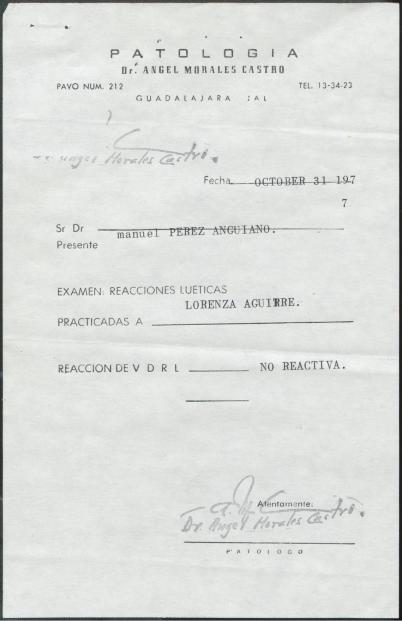 PATOLOGIA
Dr. ANGEL MORALES CASTRO
PAVO NUM. 212 TEL. 13-34-23
GUADALAJARA JAL
Angel Morales Castro.
Fecha OCTOBER 31 197
7
Sr Dr manuel PEREZ ANGUIANO.
Presente
EXAMEN: REACCIONES LUETICAS
LORENZA AGUIRRE.
PRACTICADAS A
REACCION DE V D R L NO REACTIVA.
Atentamente:
Dr. Angel Morales Castro.
PATOLOGO